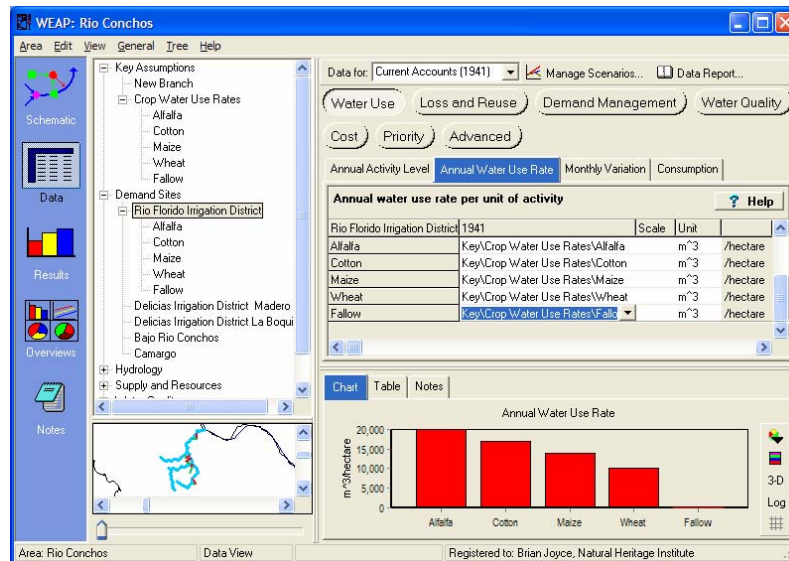 WEAP: Rio Conchos
Area Edit View General Tree Help
Schematic
Data
Results
Overviews
Notes
Key Assumptions
New Branch
Crop Water Use Rates
Alfalfa
Cotton
Maize
Wheat
Fallow
Demand Sites
Rio Florido Irrigation District
Alfalfa
Cotton
Maize
Wheat
Fallow
Delicias Irrigation District Madero
Delicias Irrigation District La Boqui
Bajo Rio Conchos
Camargo
Hydrology
Supply and Resources
Data for: Current Accounts (1941) Manage Scenarios... Data Report...
Water Use Loss and Reuse Demand Management Water Quality
Cost Priority Advanced
Annual Activity Level Annual Water Use Rate Monthly Variation Consumption
Annual water use rate per unit of activity ? Help
Rio Florido Irrigation District 1941 Scale Unit
Alfalfa Key\Crop Water Use Rates\Alfalfa m^3 /hectare
Cotton Key\Crop Water Use Rates\Cotton m^3 /hectare
Maize Key\Crop Water Use Rates\Maize m^3 /hectare
Wheat Key\Crop Water Use Rates\Wheat m^3 /hectare
Fallow Key\Crop Water Use Rates\Fallo m^3 /hectare
Chart Table Notes
Annual Water Use Rate
m^3/hectare
20,000
15,000
10,000
5,000
0
Alfalfa Cotton Maize Wheat Fallow
3-D
Log
Area: Rio Conchos Data View Registered to: Brian Joyce, Natural Heritage Institute